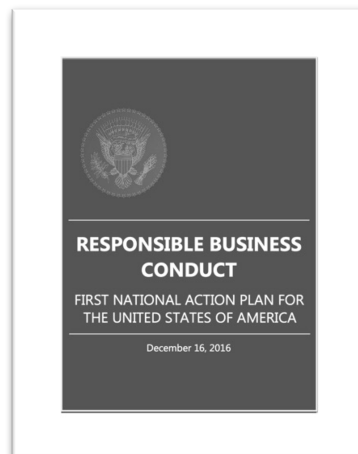 RESPONSIBLE BUSINESS
CONDUCT
FIRST NATIONAL ACTION PLAN FOR
THE UNITED STATES OF AMERICA
December 16, 2016